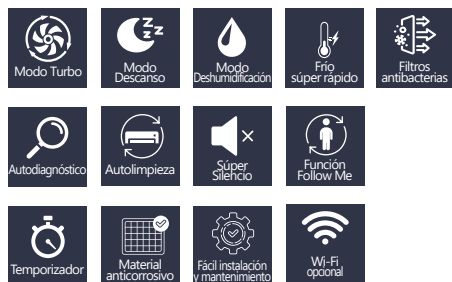 Modo Turbo
Modo
Descanso
Modo
Deshumidificación
Frío
súper rápido
Filtros
antibacterias
Autodiagnóstico
Autolimpieza
Súper
Silencio
Función
Follow Me
Temporizador
Material
anticorrosivo
Fácil instalación
y mantenimiento
Wi-Fi
opcional